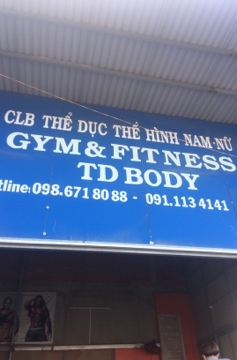 CLB THỂ DỤC THỂ HÌNH NAM NỮ
GYM & FITNESS
TD BODY
tline: 098.671 80 88 - 091.113 4141